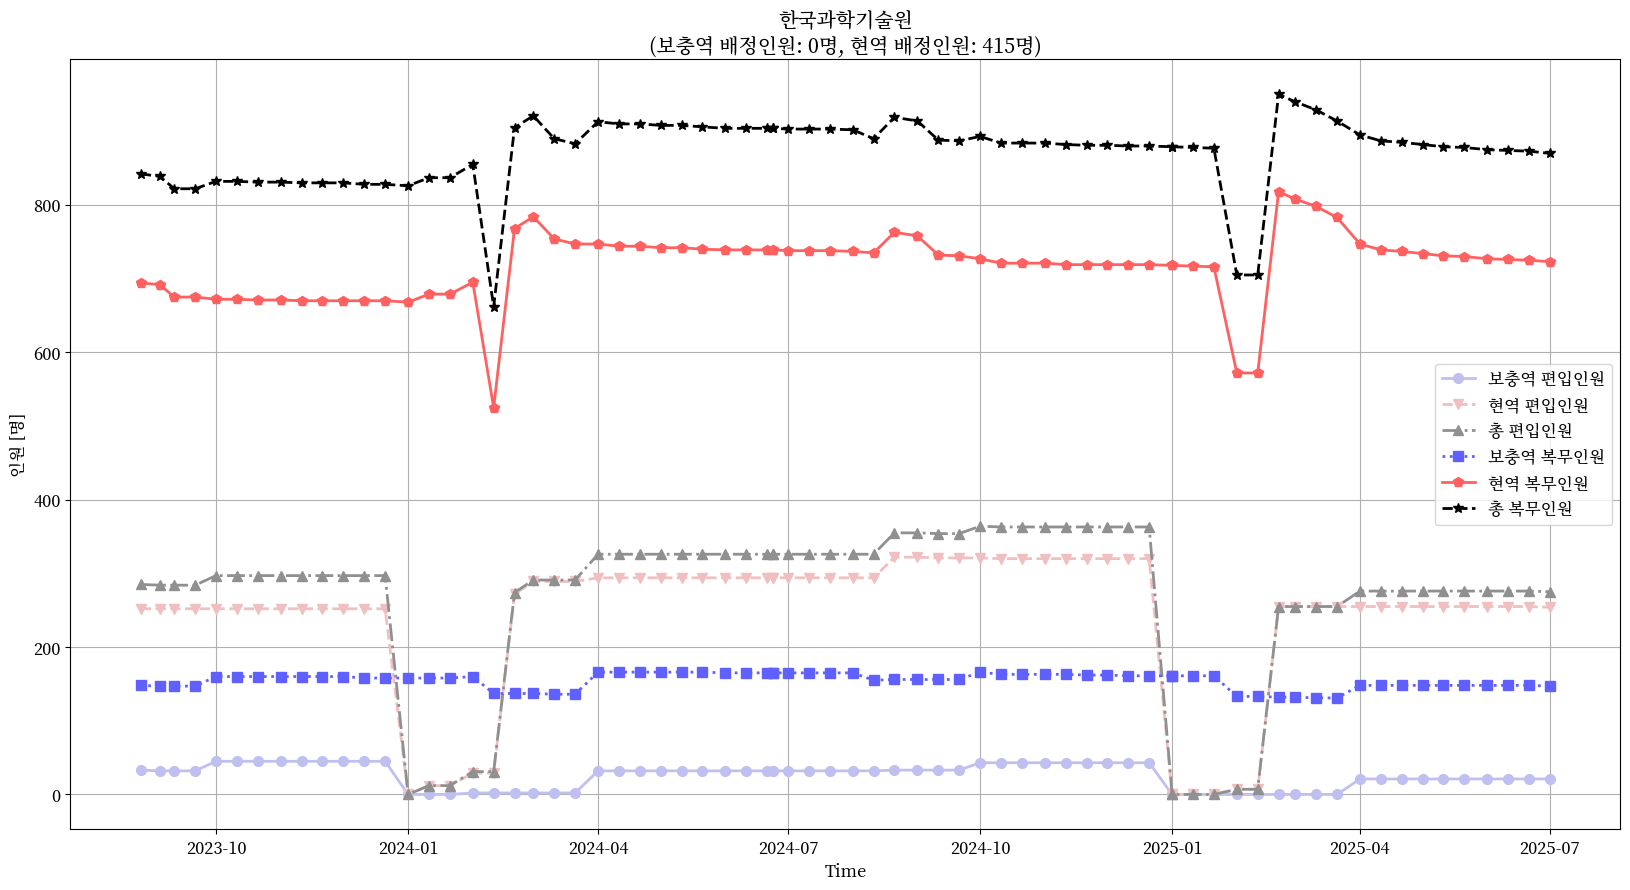 한국과학기술원
(보충역 배정인원: 0명, 현역 배정인원: 415명)
인원 [명]
800
600
400
200
0
보충역 편입인원
현역 편입인원
총 편입인원
보충역 복무인원
현역 복무인원
총 복무인원
2023-10
2024-01
2024-04
2024-07
2024-10
2025-01
2025-04
2025-07
Time